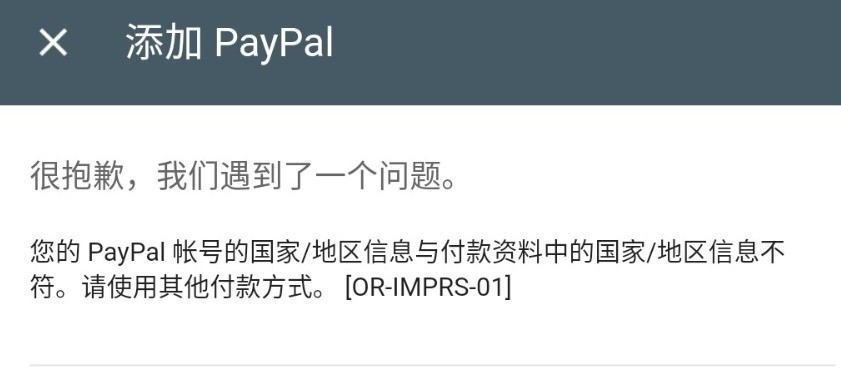 添加 PayPal
很抱歉，我们遇到了一个问题。
您的 PayPal 帐号的国家/地区信息与付款资料中的国家/地区信息不
符。请使用其他付款方式。 [OR-IMPRS-01]